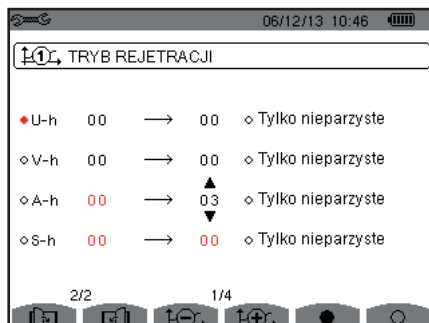 06/12/13 10:46
1 TRYB REJETRACJI
U-h 00 → 00 Tylko nieparzyste
V-h 00 → 00 Tylko nieparzyste
A-h 00 → 03 Tylko nieparzyste
S-h 00 → 00 Tylko nieparzyste
2/2 1/4